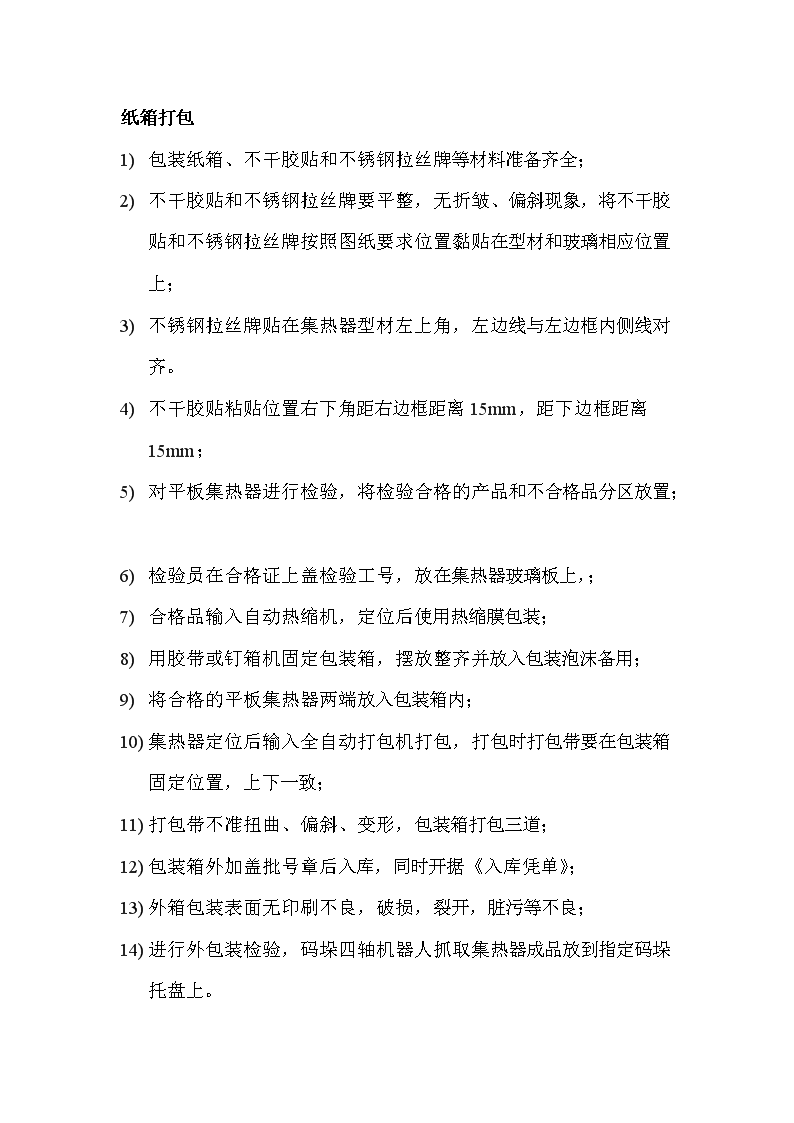 纸箱打包
1) 包装纸箱、不干胶贴和不锈钢拉丝牌等材料准备齐全；
2) 不干胶贴和不锈钢拉丝牌要平整，无折皱、偏斜现象，将不干胶
贴和不锈钢拉丝牌按照图纸要求位置黏贴在型材和玻璃相应位置
上；
3) 不锈钢拉丝牌贴在集热器型材左上角，左边线与左边框内侧线对
齐。
4) 不干胶贴粘贴位置右下角距右边框距离 15mm，距下边框距离
15mm；
5) 对平板集热器进行检验，将检验合格的产品和不合格品分区放置；
6) 检验员在合格证上盖检验工号，放在集热器玻璃板上，；
7) 合格品输入自动热缩机，定位后使用热缩膜包装；
8) 用胶带或钉箱机固定包装箱，摆放整齐并放入包装泡沫备用；
9) 将合格的平板集热器两端放入包装箱内；
10) 集热器定位后输入全自动打包机打包，打包时打包带要在包装箱
固定位置，上下一致；
11) 打包带不准扭曲、偏斜、变形，包装箱打包三道；
12) 包装箱外加盖批号章后入库，同时开据《入库凭单》；
13) 外箱包装表面无印刷不良，破损，裂开，脏污等不良；
14) 进行外包装检验，码垛四轴机器人抓取集热器成品放到指定码垛
托盘上。